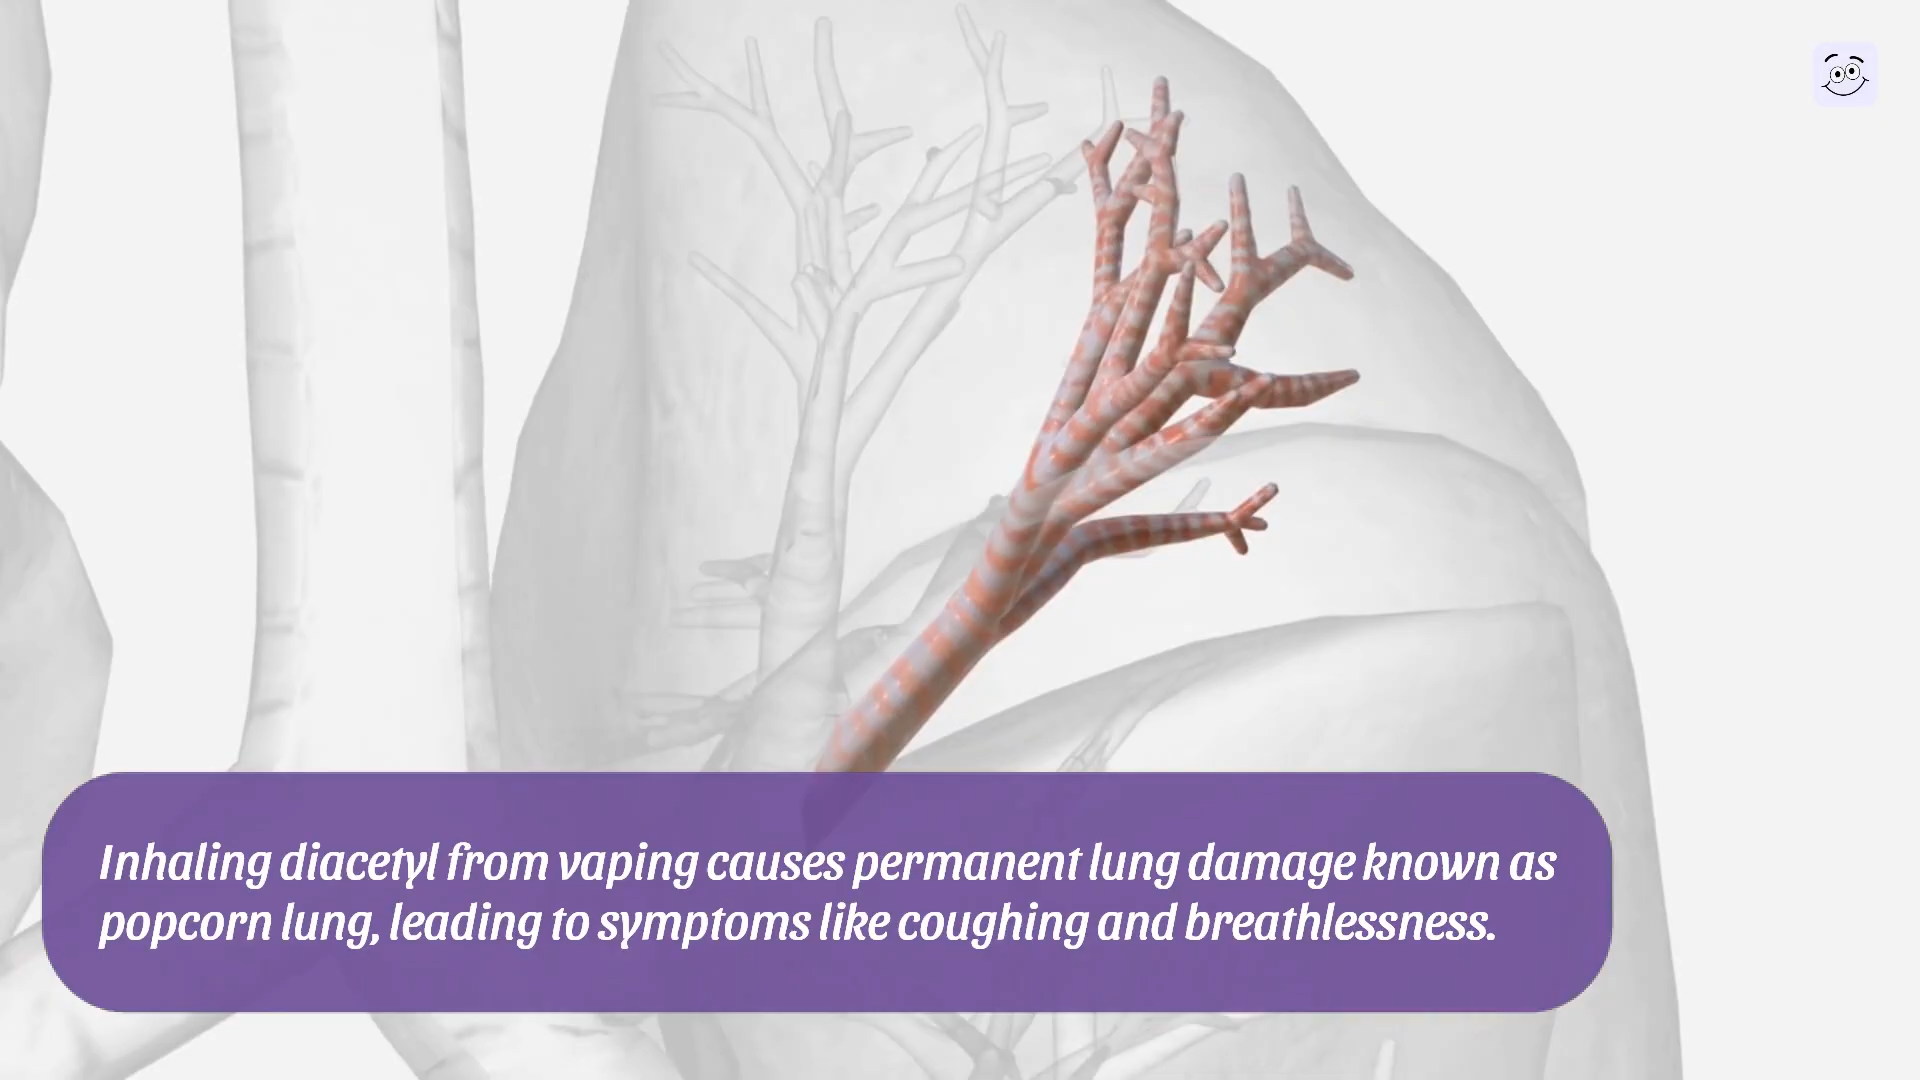 Inhaling diacetyl from vaping causes permanent lung damage known as
popcorn lung, leading to symptoms like coughing and breathlessness.